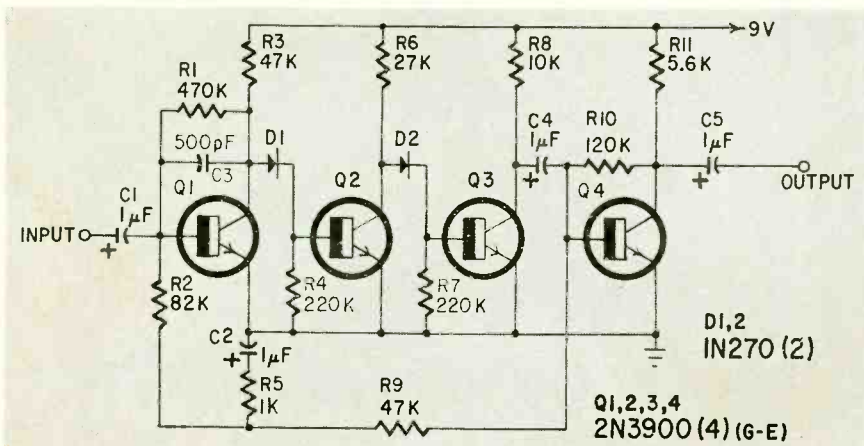 9V
R3
47K
R6
27K
R8
10K
R11
5.6K
R1
470K
500pF
C3
D1
D2
C4
1µF
+
R10
120K
C5
1µF
+
OUTPUT
Q1
Q2
Q3
Q4
C1
1µF
INPUT
+
R2
82K
R4
220K
R7
220K
C2
+
1µF
R5
1K
R9
47K
D1,2
IN270 (2)
Q1,2,3,4
2N3900 (4) (G-E)